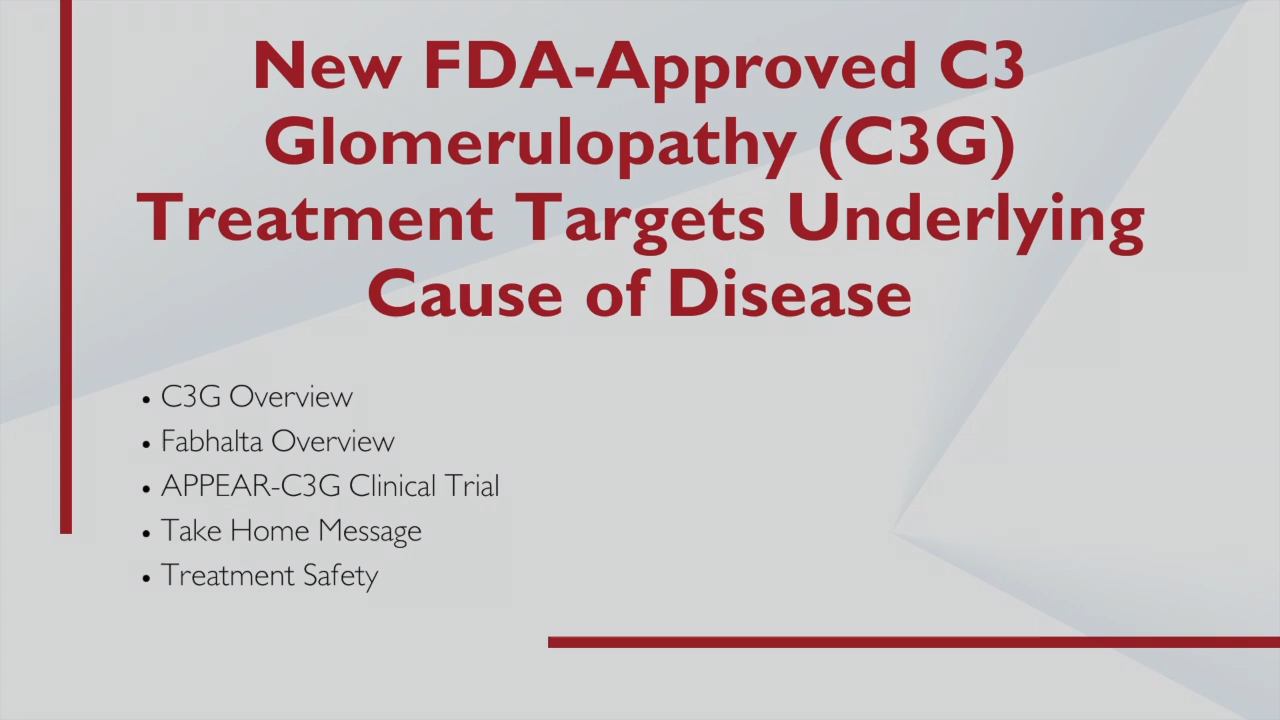 New FDA-Approved C3
Glomerulopathy (C3G)
Treatment Targets Underlying
Cause of Disease
• C3G Overview
• Fabhalta Overview
• APPEAR-C3G Clinical Trial
• Take Home Message
• Treatment Safety